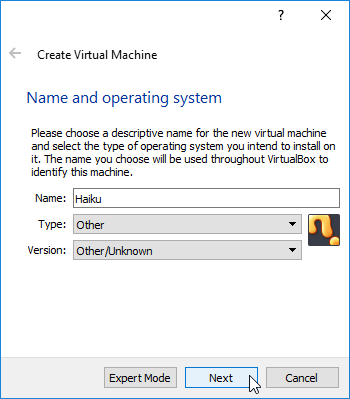 ?
Create Virtual Machine
Name and operating system
Please choose a descriptive name for the new virtual machine
and select the type of operating system you intend to install on
it. The name you choose will be used throughout VirtualBox to
identify this machine.
Name: Haiku
Type: Other
Version: Other/Unknown
Expert Mode Next Cancel